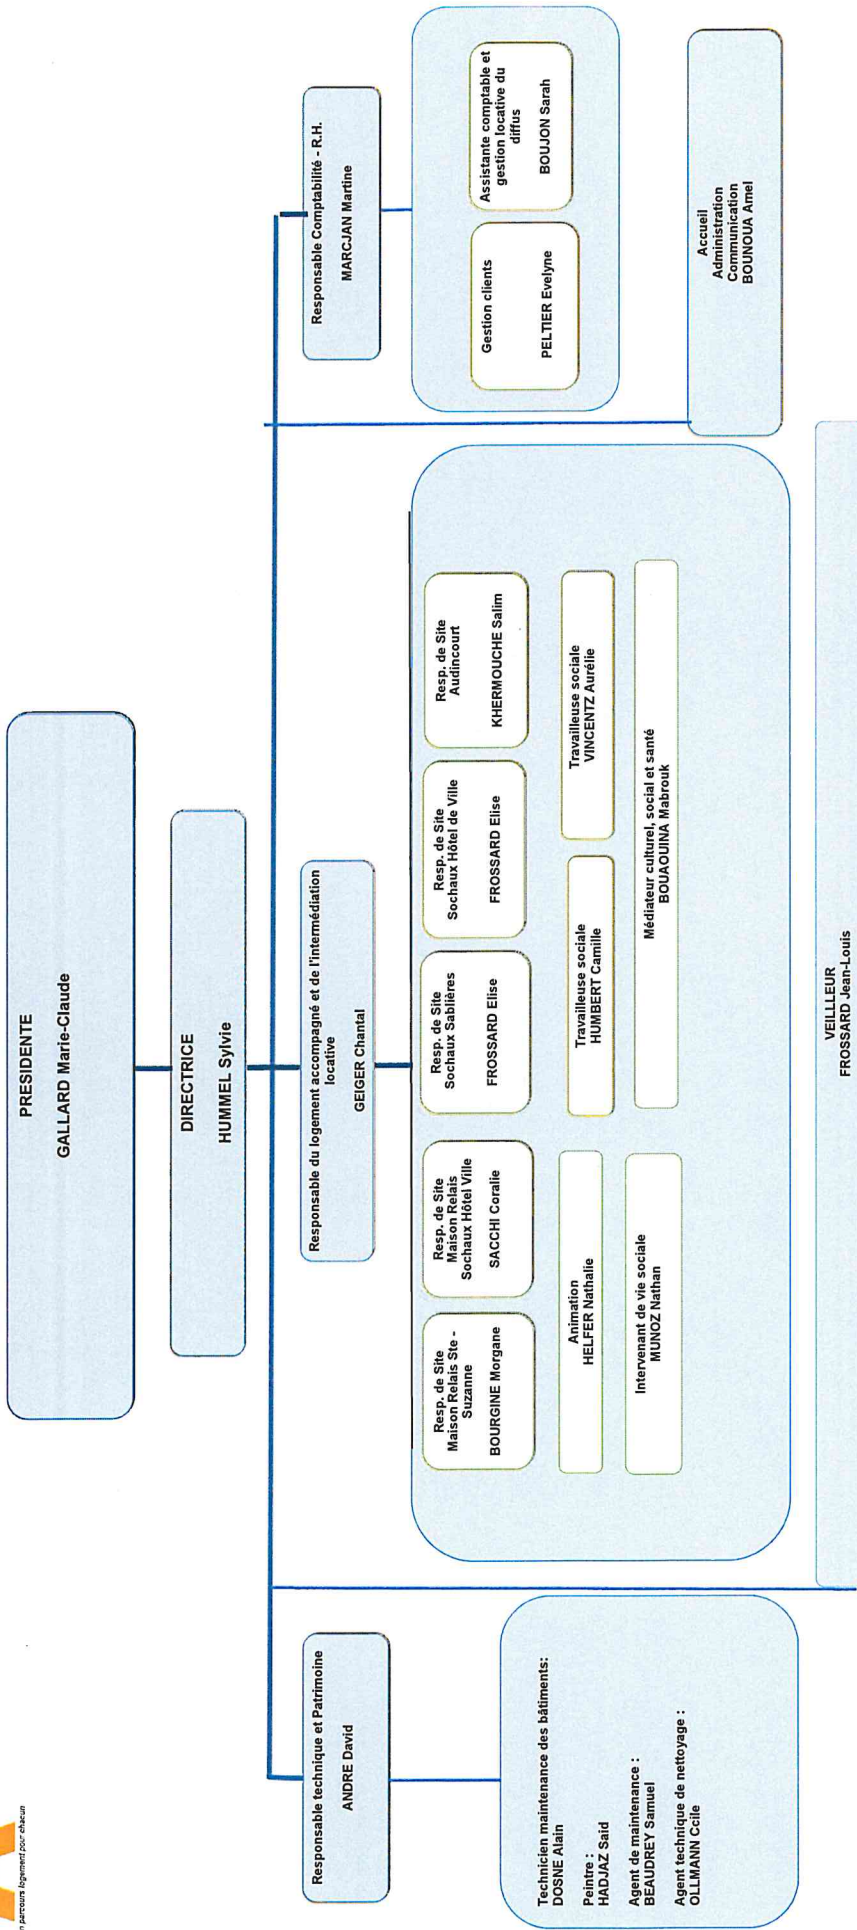 n parcours logement pour chacun
PRESIDENTE
GALLARD Marie-Claude
DIRECTRICE
HUMMEL Sylvie
Responsable technique et Patrimoine
ANDRE David
Responsable du logement accompagné et de l'intermédiation
locative
GEIGER Chantal
Responsable Comptabilité - R.H.
MARCJAN Martine
Technicien maintenance des bâtiments:
DOSNE Alain
Peintre :
HADJAZ Said
Agent de maintenance :
BEAUDREY Samuel
Agent technique de nettoyage :
OLLMANN Ccile
Resp. de Site
Maison Relais Ste -
Suzanne
BOURGINE Morgane
Resp. de Site
Maison Relais
Sochaux Hôtel Ville
SACCHI Coralie
Resp. de Site
Sochaux Sablières
FROSSARD Elise
Resp. de Site
Sochaux Hôtel de Ville
FROSSARD Elise
Resp. de Site
Audincourt
KHERMOUCHE Salim
Animation
HELFER Nathalie
Travailleuse sociale
HUMBERT Camille
Travailleuse sociale
VINCENTZ Aurélie
Intervenant de vie sociale
MUNOZ Nathan
Médiateur culturel, social et santé
BOUAOUINA Mabrouk
Gestion clients
PELTIER Evelyne
Assistante comptable et
gestion locative du
diffus
BOUJON Sarah
Accueil
Administration
Communication
BOUNOUA Amel
VEILLLEUR
FROSSARD Jean-Louis